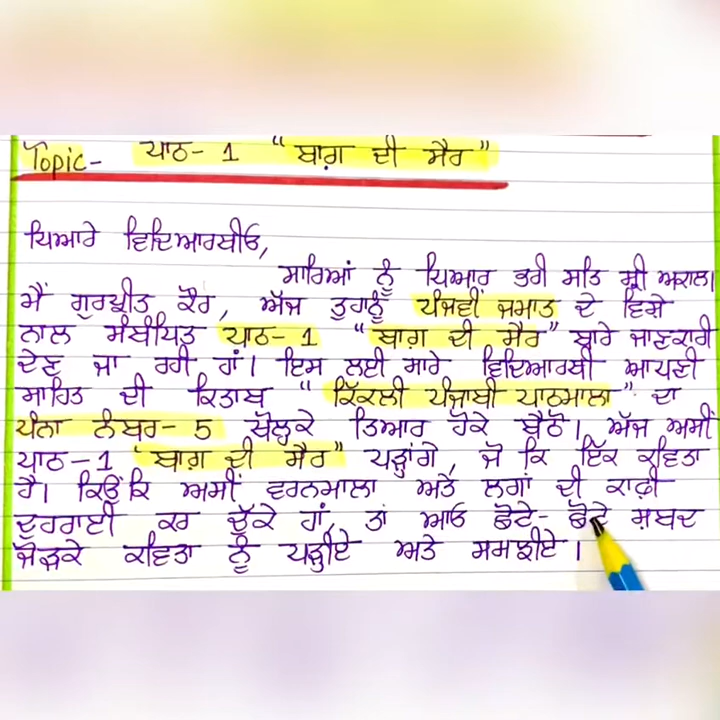 Topic- ਪਾਠ- 1 "ਬਾਗ਼ ਦੀ ਸੈਰ"
ਪਿਆਰੇ ਵਿਦਿਆਰਥੀਓ,
ਸਾਰਿਆਂ ਨੂੰ ਪਿਆਰ ਭਰੀ ਸਤਿ ਸ਼੍ਰੀ ਅਕਾਲ।
ਮੈਂ ਗੁਰਪ੍ਰੀਤ ਕੌਰ, ਅੱਜ ਤੁਹਾਨੂੰ ਪੰਜਵੀਂ ਜਮਾਤ ਦੇ ਵਿਸ਼ੇ
ਨਾਲ ਸੰਬੰਧਿਤ ਪਾਠ-1 "ਬਾਗ਼ ਦੀ ਸੈਰ" ਬਾਰੇ ਜਾਣਕਾਰੀ
ਦੇਣ ਜਾ ਰਹੀ ਹਾਂ। ਇਸ ਲਈ ਸਾਰੇ ਵਿਦਿਆਰਥੀ ਆਪਣੀ
ਸਾਹਿਤ ਦੀ ਕਿਤਾਬ "ਕਿੱਕਲੀ ਪੰਜਾਬੀ ਪਾਠਮਾਲਾ" ਦਾ
ਪੰਨਾ ਨੰਬਰ- 5 ਖੋਲ੍ਹਕੇ ਤਿਆਰ ਹੋਕੇ ਬੈਠੋ। ਅੱਜ ਅਸੀਂ
ਪਾਠ-1 "ਬਾਗ਼ ਦੀ ਸੈਰ" ਪੜ੍ਹਾਂਗੇ, ਜੋ ਕਿ ਇੱਕ ਕਵਿਤਾ
ਹੈ। ਕਿਉਂਕਿ ਅਸੀਂ ਵਰਨਮਾਲਾ ਅਤੇ ਲਗਾਂ ਦੀ ਕਾਫ਼ੀ
ਦੁਹਰਾਈ ਕਰ ਚੁੱਕੇ ਹਾਂ, ਤਾਂ ਆਓ ਛੋਟੇ- ਛੋਟੇ ਸ਼ਬਦ
ਜੋੜਕੇ ਕਵਿਤਾ ਨੂੰ ਪੜ੍ਹੀਏ ਅਤੇ ਸਮਝੀਏ।